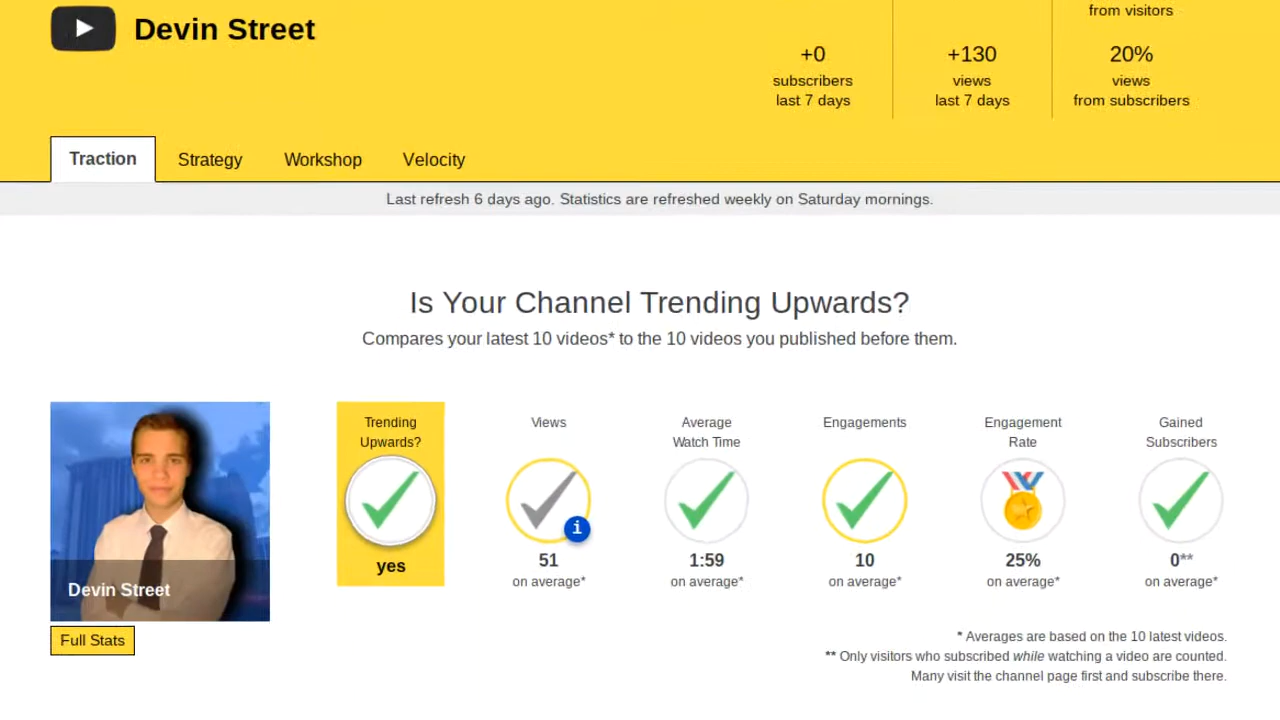 Devin Street
from visitors
+0
subscribers
last 7 days
+130
views
last 7 days
20%
views
from subscribers
Traction
Strategy
Workshop
Velocity
Last refresh 6 days ago. Statistics are refreshed weekly on Saturday mornings.
Is Your Channel Trending Upwards?
Compares your latest 10 videos* to the 10 videos you published before them.
Devin Street
Full Stats
Trending
Upwards?
yes
Views
i
51
on average*
Average
Watch Time
1:59
on average*
Engagements
10
on average*
Engagement
Rate
25%
on average*
Gained
Subscribers
0**
on average*
* Averages are based on the 10 latest videos.
** Only visitors who subscribed while watching a video are counted.
Many visit the channel page first and subscribe there.